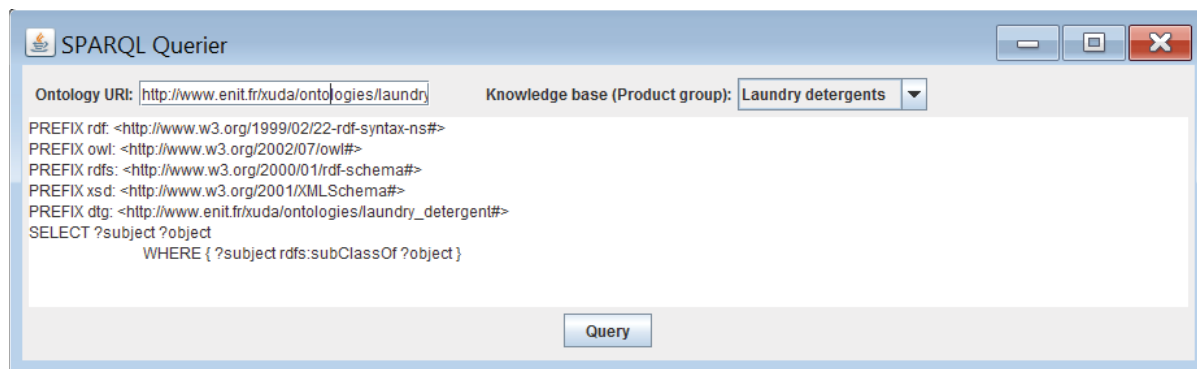 SPARQL Querier
Ontology URI: http://www.enit.fr/xuda/ontologies/laundry Knowledge base (Product group): Laundry detergents
PREFIX rdf: <http://www.w3.org/1999/02/22-rdf-syntax-ns#>
PREFIX owl: <http://www.w3.org/2002/07/owl#>
PREFIX rdfs: <http://www.w3.org/2000/01/rdf-schema#>
PREFIX xsd: <http://www.w3.org/2001/XMLSchema#>
PREFIX dtg: <http://www.enit.fr/xuda/ontologies/laundry_detergent#>
SELECT ?subject ?object
WHERE { ?subject rdfs:subClassOf ?object }
Query